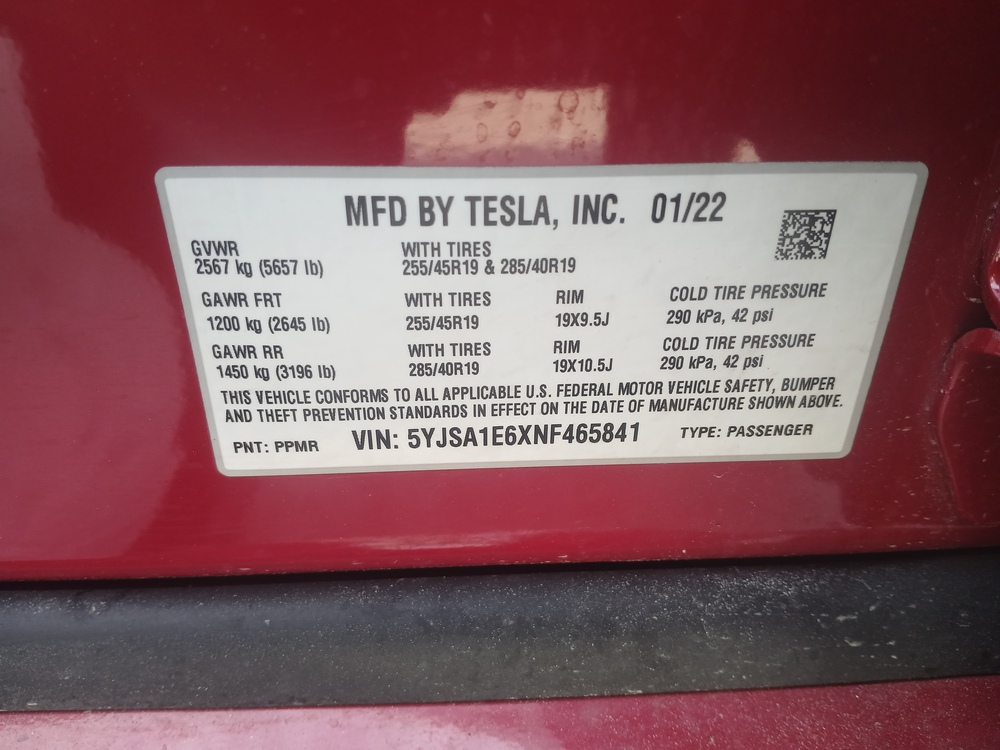 MFD BY TESLA, INC. 01/22
GVWR WITH TIRES
2567 kg (5657 lb) 255/45R19 & 285/40R19
GAWR FRT WITH TIRES RIM COLD TIRE PRESSURE
1200 kg (2645 lb) 255/45R19 19X9.5J 290 kPa, 42 psi
GAWR RR WITH TIRES RIM COLD TIRE PRESSURE
1450 kg (3196 lb) 285/40R19 19X10.5J 290 kPa, 42 psi
THIS VEHICLE CONFORMS TO ALL APPLICABLE U.S. FEDERAL MOTOR VEHICLE SAFETY, BUMPER
AND THEFT PREVENTION STANDARDS IN EFFECT ON THE DATE OF MANUFACTURE SHOWN ABOVE.
PNT: PPMR VIN: 5YJSA1E6XNF465841 TYPE: PASSENGER